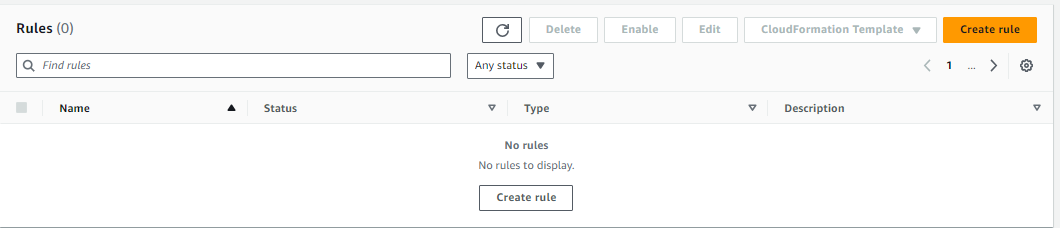 Rules (0)
Delete
Enable
Edit
CloudFormation Template
Create rule
Find rules
Any status
1
...
Name
Status
Type
Description
No rules
No rules to display.
Create rule